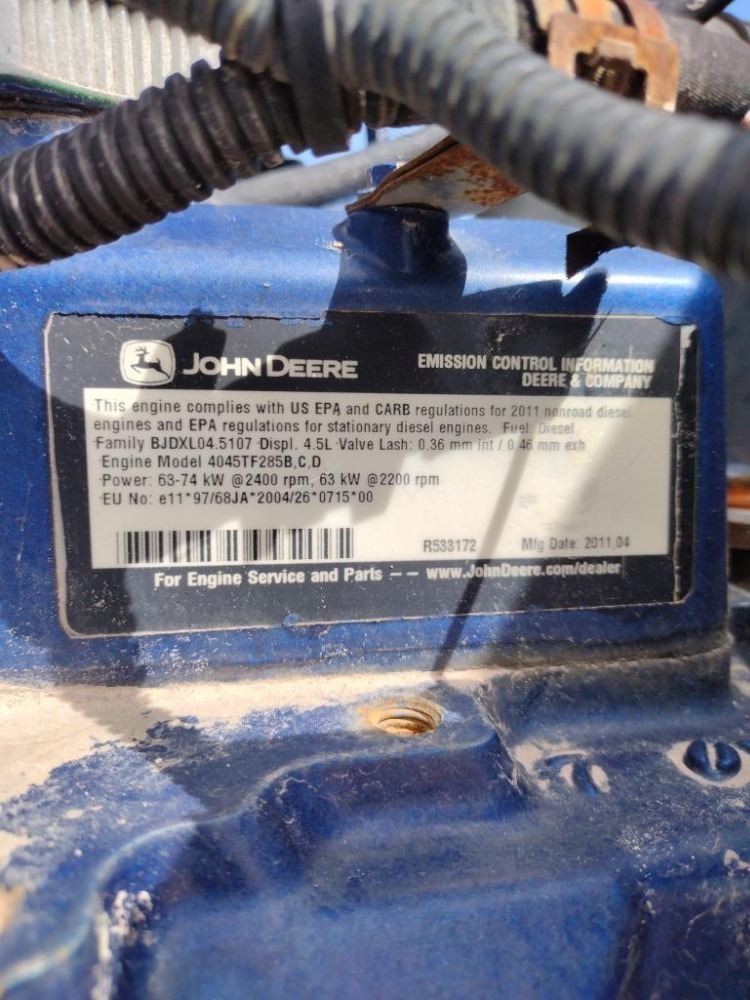 JOHN DEERE
EMISSION CONTROL INFORMATION
DEERE & COMPANY
This engine complies with US EPA and CARB regulations for 2011 nonroad diesel
engines and EPA regulations for stationary diesel engines. Fuel: Diesel
Family BJDXL04.5107 Displ. 4.5L Valve Lash: 0.36 mm int / 0.46 mm exh
Engine Model 4045TF285B,C,D
Power: 63-74 kW @2400 rpm, 63 kW @2200 rpm
EU No: e11*97/68JA*2004/26*0715*00
R533172 Mfg Date: 2011.04
For Engine Service and Parts -- www.JohnDeere.com/dealer